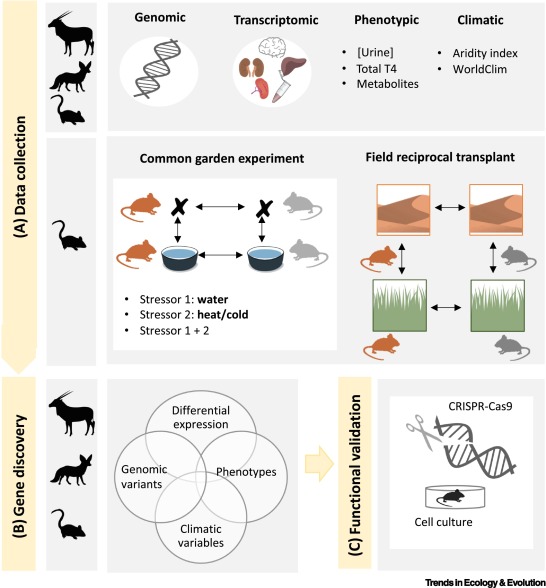 (A) Data collection
Genomic
Transcriptomic
Phenotypic
• [Urine]
• Total T4
• Metabolites
Climatic
• Aridity index
• WorldClim
Common garden experiment
• Stressor 1: water
• Stressor 2: heat/cold
• Stressor 1 + 2
Field reciprocal transplant
(B) Gene discovery
Differential
expression
Genomic
variants
Phenotypes
Climatic
variables
(C) Functional validation
CRISPR-Cas9
Cell culture
Trends in Ecology & Evolution